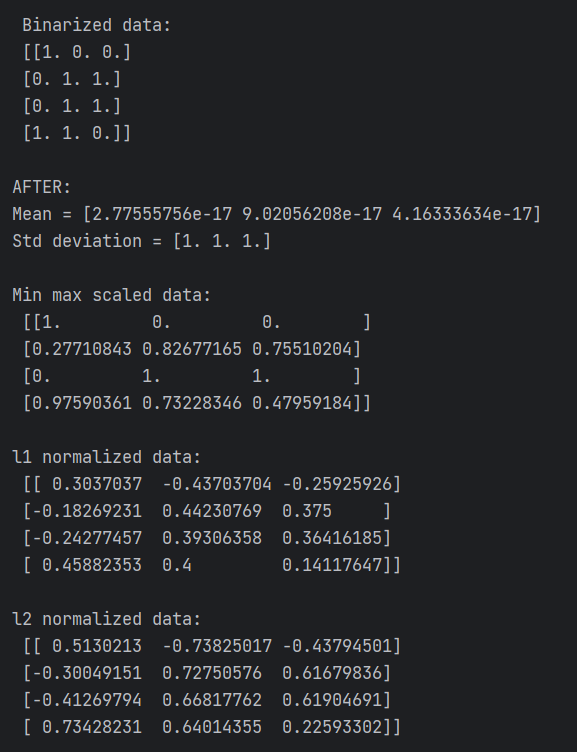 Binarized data:
[[1. 0. 0.]
[0. 1. 1.]
[0. 1. 1.]
[1. 1. 0.]]
AFTER:
Mean = [2.77555756e-17 9.02056208e-17 4.16333634e-17]
Std deviation = [1. 1. 1.]
Min max scaled data:
[[1. 0. 0. ]
[0.27710843 0.82677165 0.75510204]
[0. 1. 1. ]
[0.97590361 0.73228346 0.47959184]]
l1 normalized data:
[[ 0.3037037 -0.43703704 -0.25925926]
[-0.18269231 0.44230769 0.375 ]
[-0.24277457 0.39306358 0.36416185]
[ 0.45882353 0.4 0.14117647]]
l2 normalized data:
[[ 0.5130213 -0.73825017 -0.43794501]
[-0.30049151 0.72750576 0.61679836]
[-0.41269794 0.66817762 0.61904691]
[ 0.73428231 0.64014355 0.22593302]]